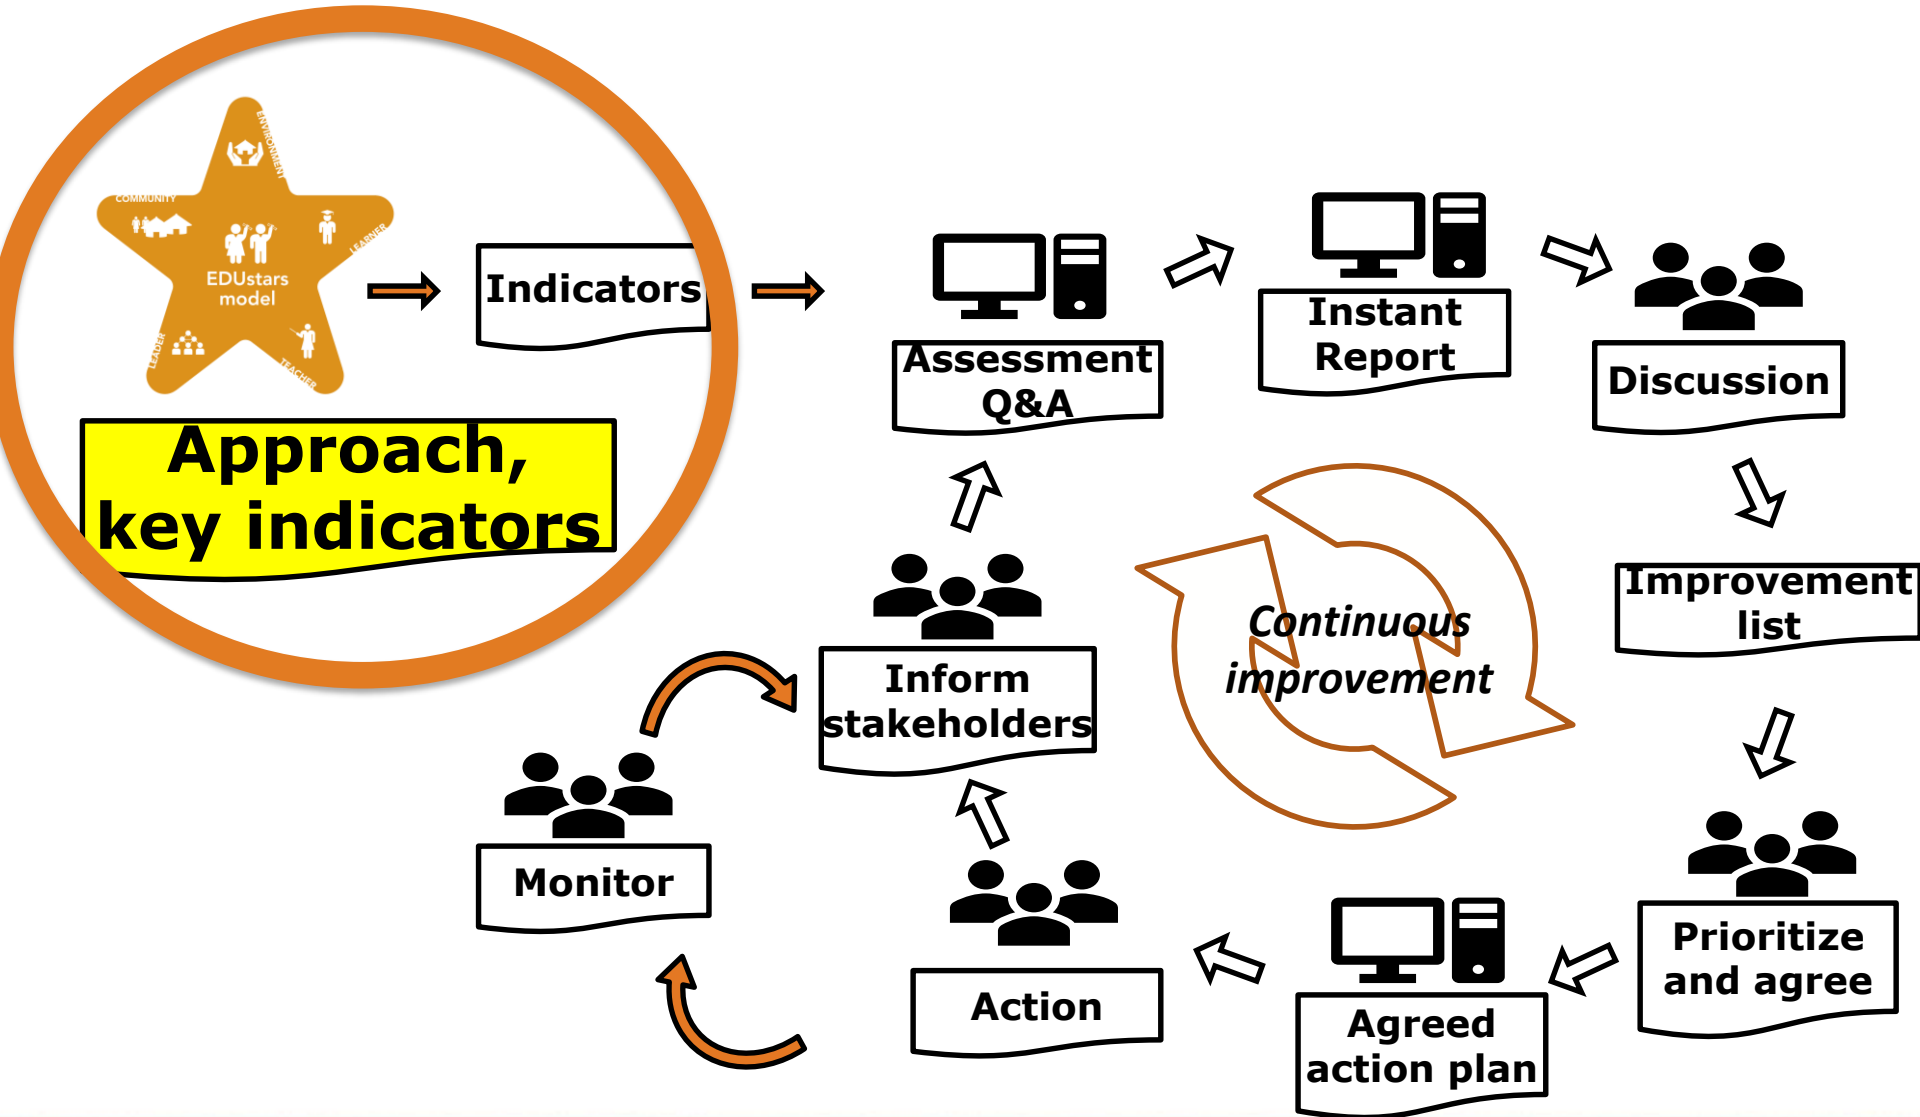 ENVIRONMENT
COMMUNITY
LEARNER
EDUstars
model
LEADER
TEACHER
Indicators
Approach,
key indicators
Assessment
Q&A
Instant
Report
Discussion
Improvement
list
Prioritize
and agree
Agreed
action plan
Action
Monitor
Inform
stakeholders
Continuous
improvement